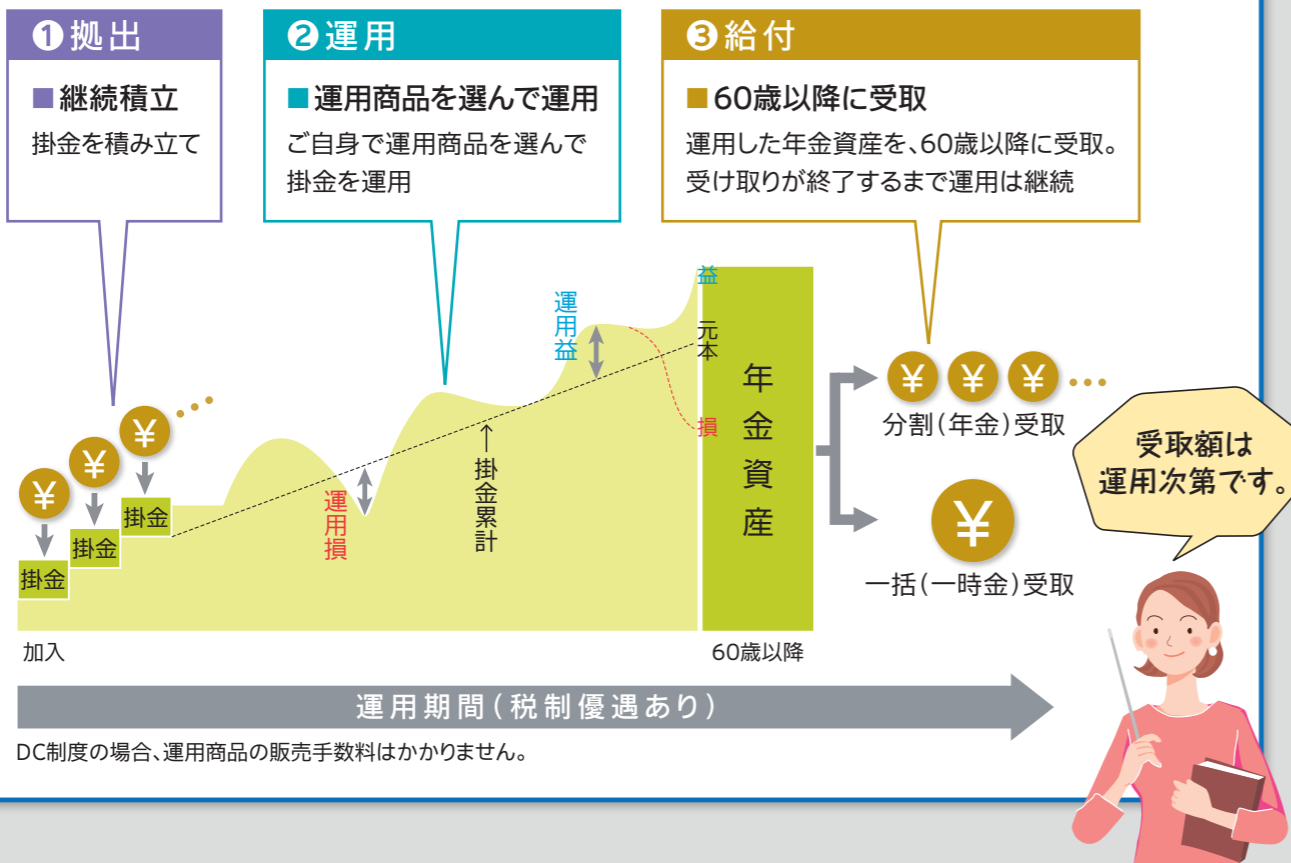 ❶拠出
■継続積立
掛金を積み立て
❷運用
■運用商品を選んで運用
ご自身で運用商品を選んで
掛金を運用
❸給付
■60歳以降に受取
運用した年金資産を、60歳以降に受取。
受け取りが終了するまで運用は継続
¥
¥
¥
掛金
掛金
掛金
運用損
←掛金累計
運用益
益
元本
損
年金資産
¥ ¥ ¥
分割(年金)受取
¥
一括(一時金)受取
受取額は
運用次第です。
加入
60歳以降
運用期間(税制優遇あり)
DC制度の場合、運用商品の販売手数料はかかりません。